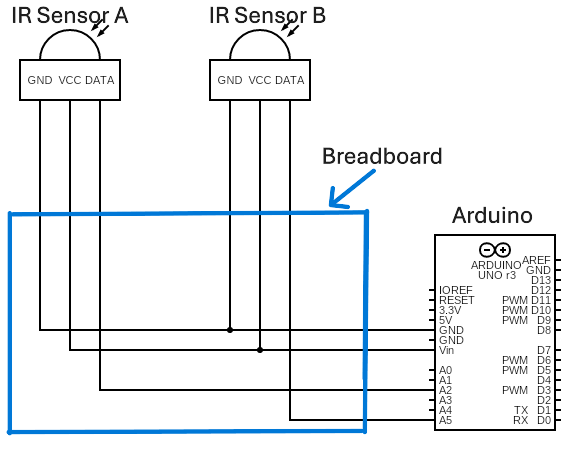 IR Sensor A
IR Sensor B
GND VCC DATA
GND VCC DATA
Breadboard
Arduino
ARDUINO
UNO r3
AREF
GND
D13
IOREF D12
RESET PWM D11
3.3V PWM D10
5V PWM D9
GND D8
GND
Vin D7
PWM D6
A0 PWM D5
A1 D4
A2 PWM D3
A3 D2
A4 TX D1
A5 RX D0